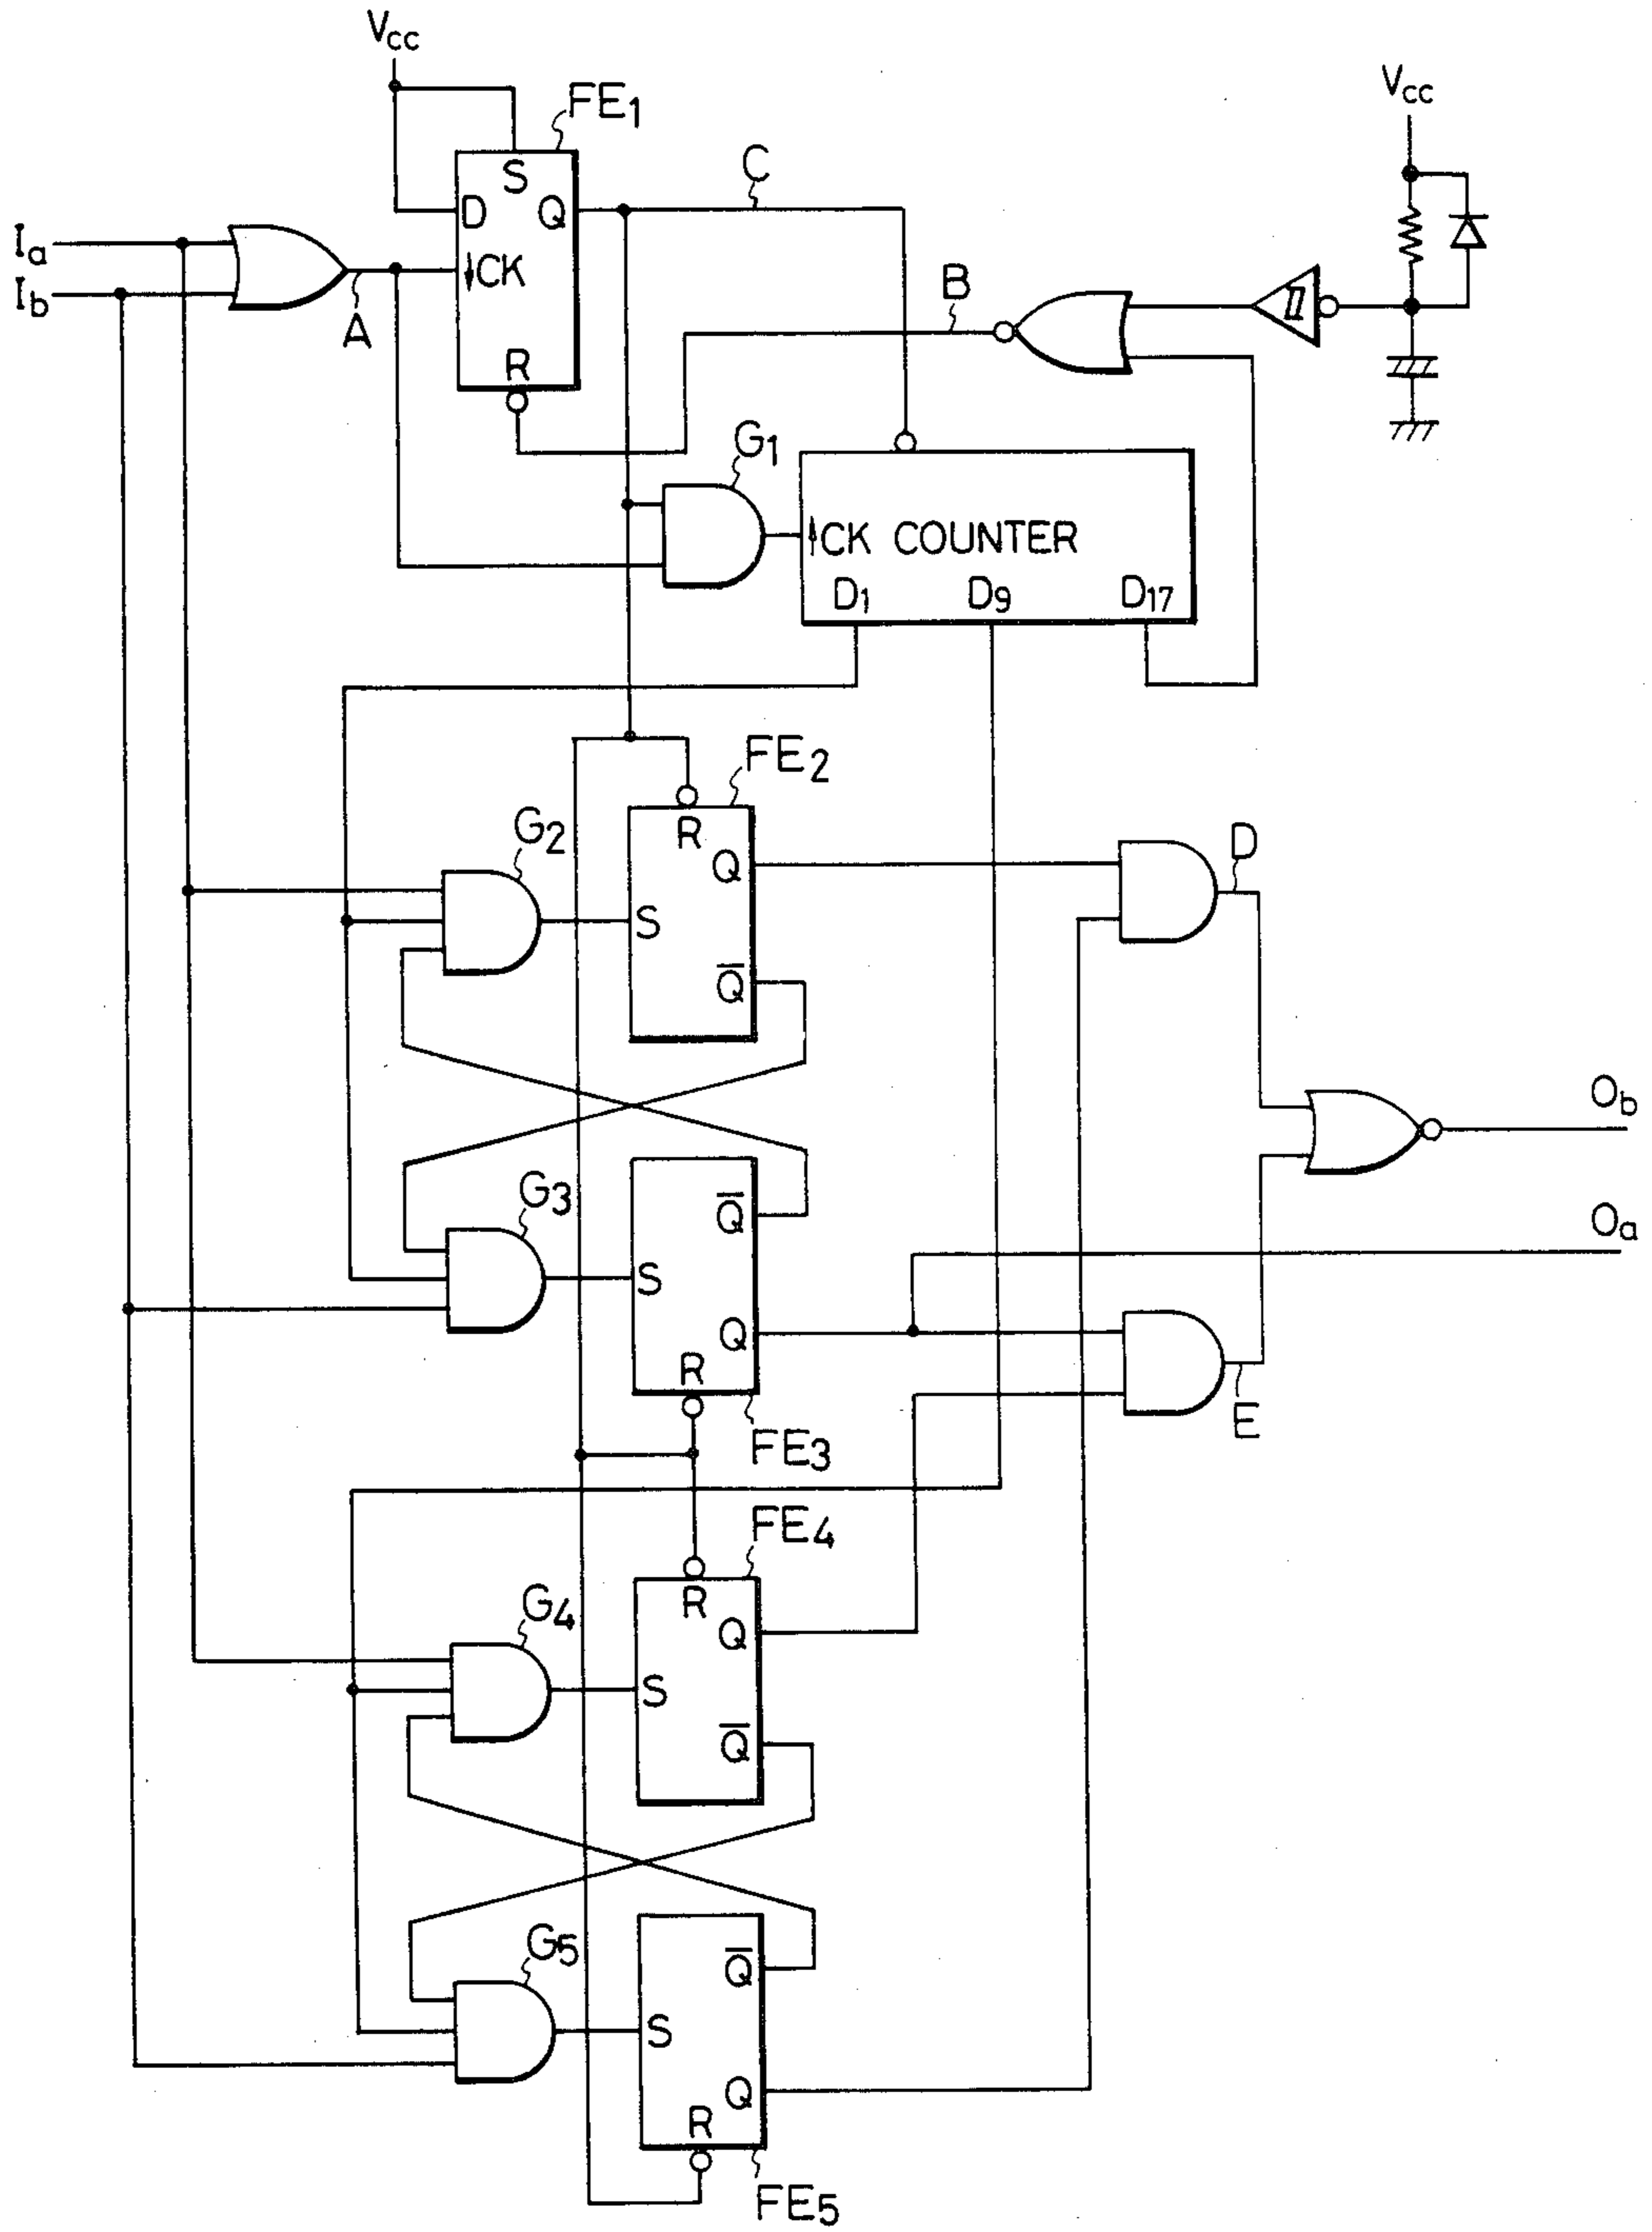 Vcc
Vcc
FE1
S
D
Q
C
Ia
↓CK
Ib
A
B
R
G1
↑CK COUNTER
D1
D9
D17
FE2
G2
R
Q
D
S
Q̅
Ob
G3
Q̅
Oa
S
Q
R
E
FE3
FE4
G4
R
Q
S
Q̅
G5
Q̅
S
Q
R
FE5